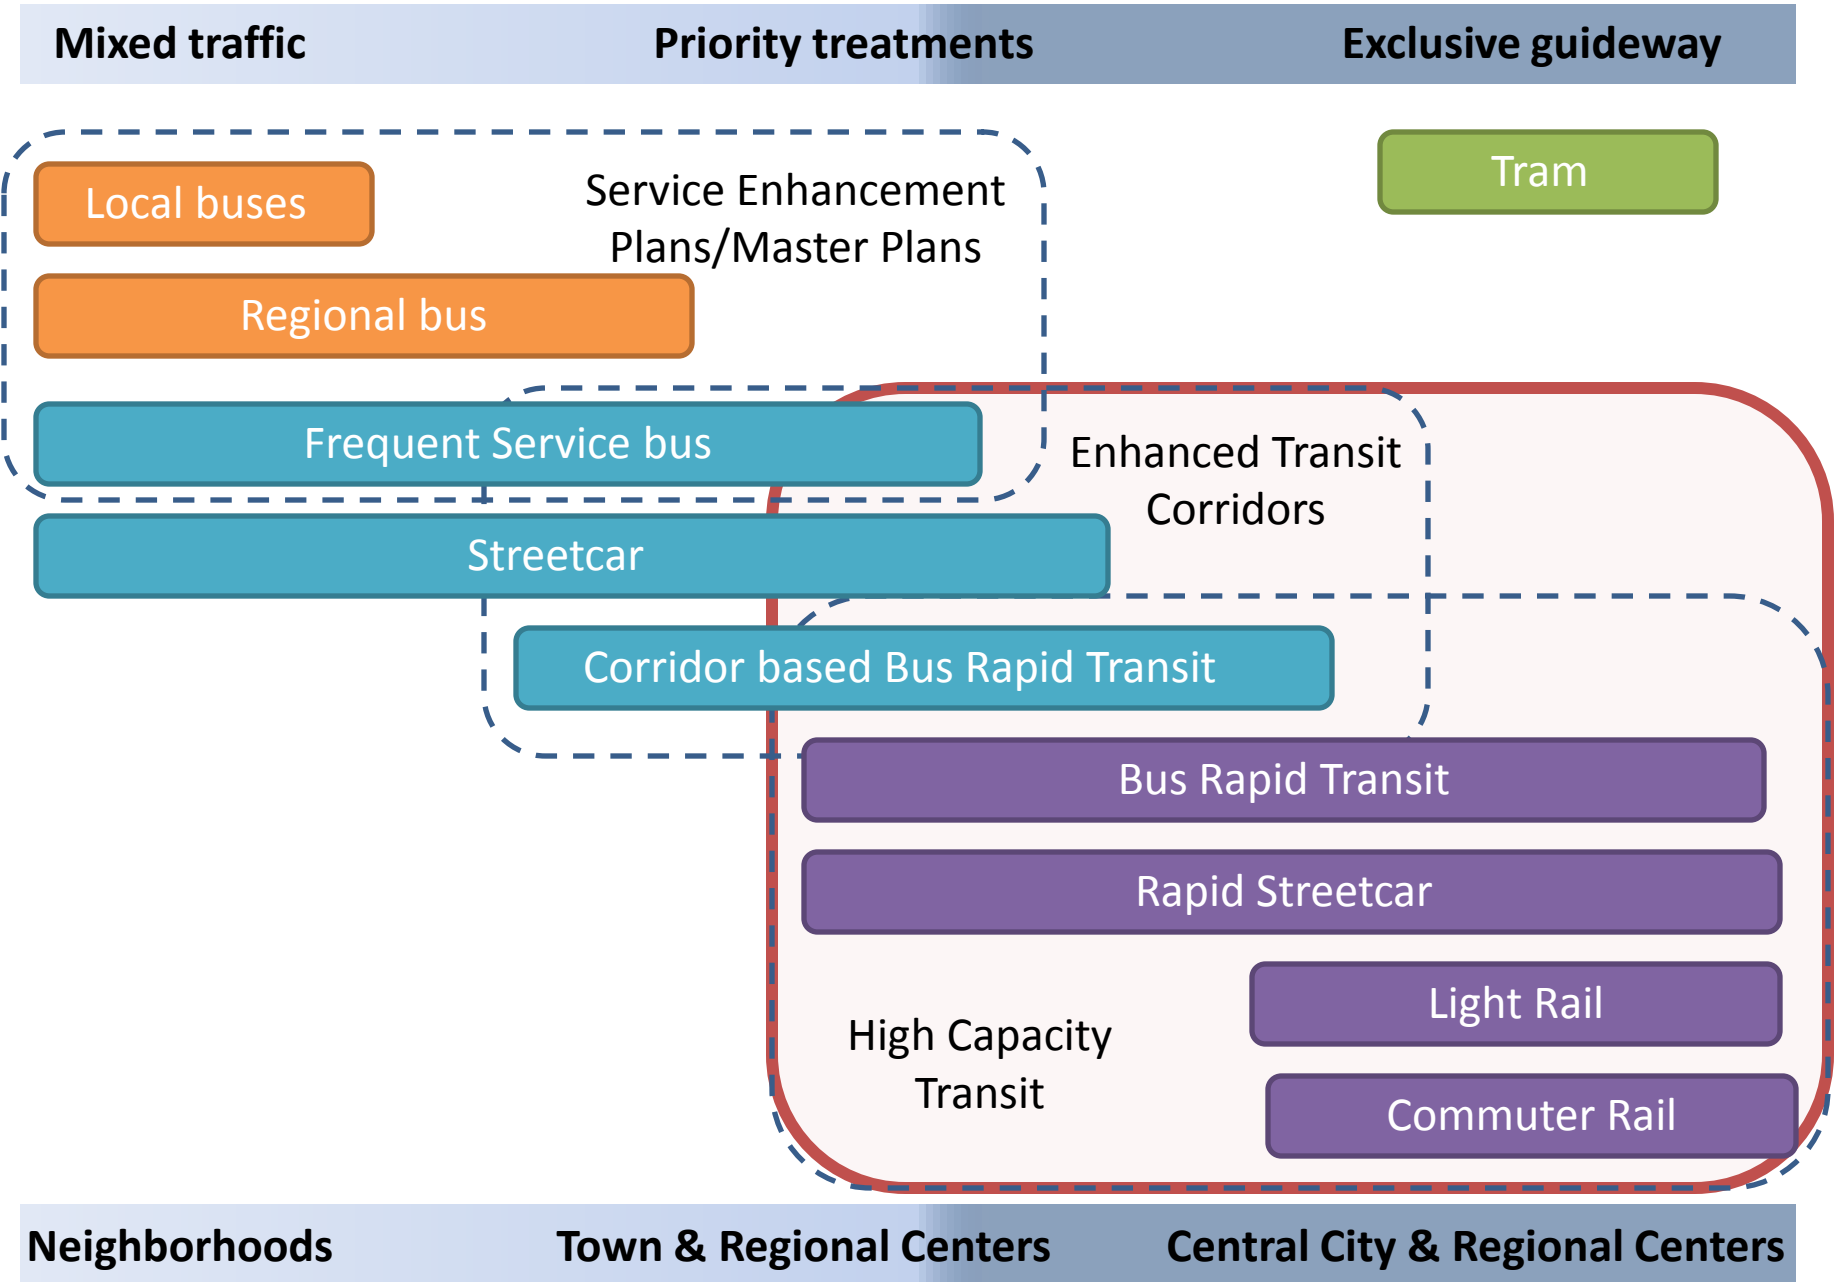 Mixed traffic
Priority treatments
Exclusive guideway
Local buses
Service Enhancement
Plans/Master Plans
Tram
Regional bus
Frequent Service bus
Enhanced Transit
Corridors
Streetcar
Corridor based Bus Rapid Transit
Bus Rapid Transit
Rapid Streetcar
Light Rail
High Capacity
Transit
Commuter Rail
Neighborhoods
Town & Regional Centers
Central City & Regional Centers